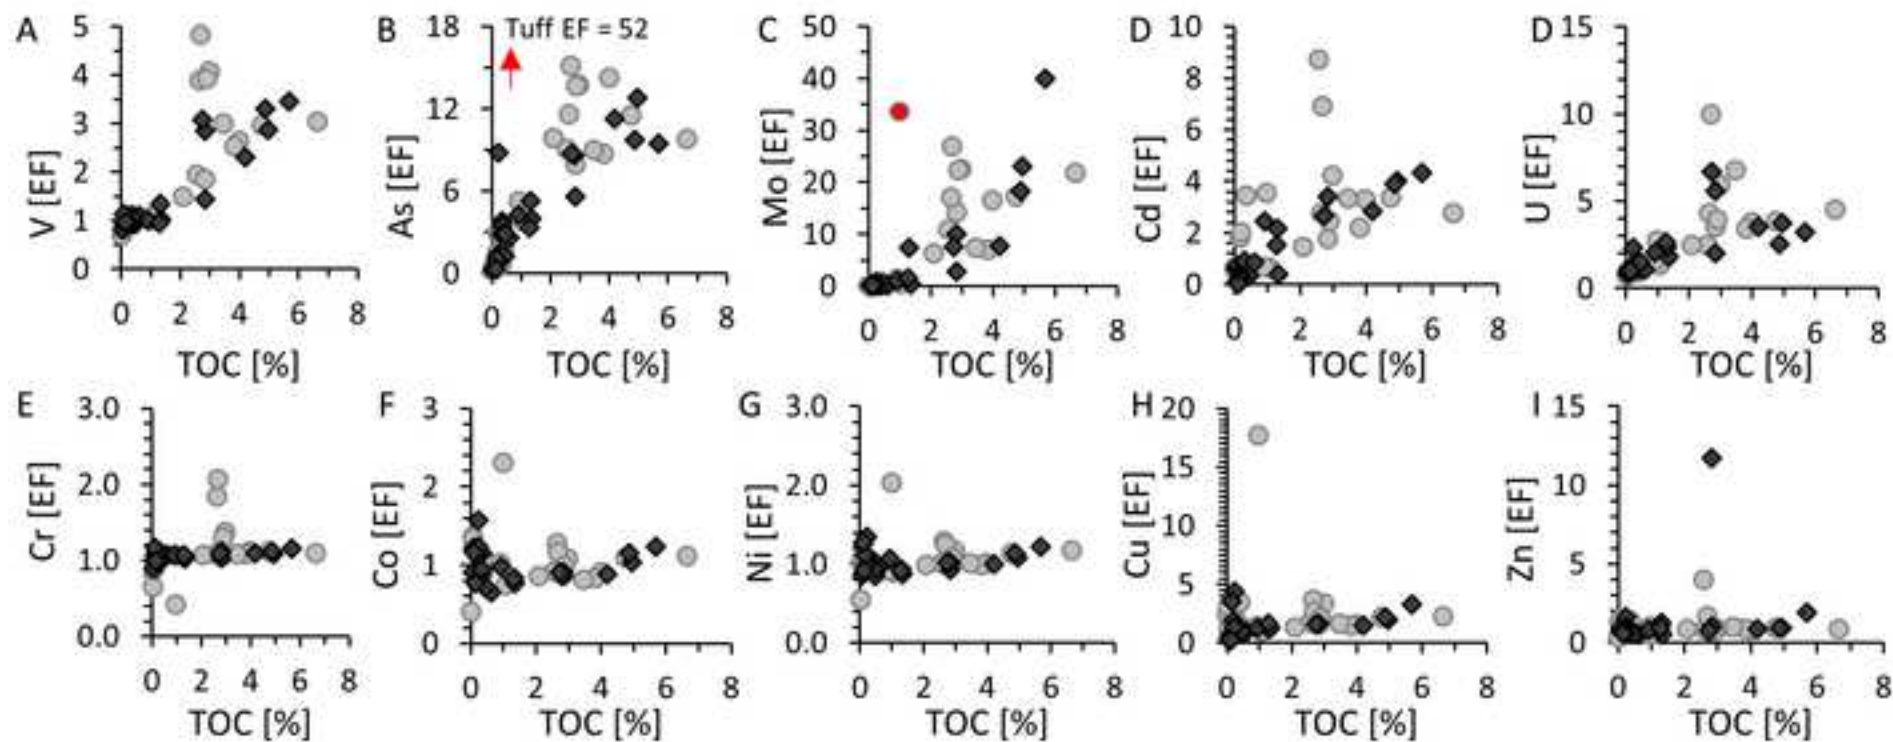 A
V [EF]
5
4
3
2
1
0
0 2 4 6 8
TOC [%]
B
Tuff EF = 52
As [EF]
18
12
6
0
0 2 4 6 8
TOC [%]
C
Mo [EF]
50
40
30
20
10
0
0 2 4 6 8
TOC [%]
D
Cd [EF]
10
8
6
4
2
0
0 2 4 6 8
TOC [%]
D
U [EF]
15
10
5
0
0 2 4 6 8
TOC [%]
E
Cr [EF]
3.0
2.0
1.0
0.0
0 2 4 6 8
TOC [%]
F
Co [EF]
3
2
1
0
0 2 4 6 8
TOC [%]
G
Ni [EF]
3.0
2.0
1.0
0.0
0 2 4 6 8
TOC [%]
H
Cu [EF]
20
15
10
5
0
0 2 4 6 8
TOC [%]
I
Zn [EF]
15
10
5
0
0 2 4 6 8
TOC [%]